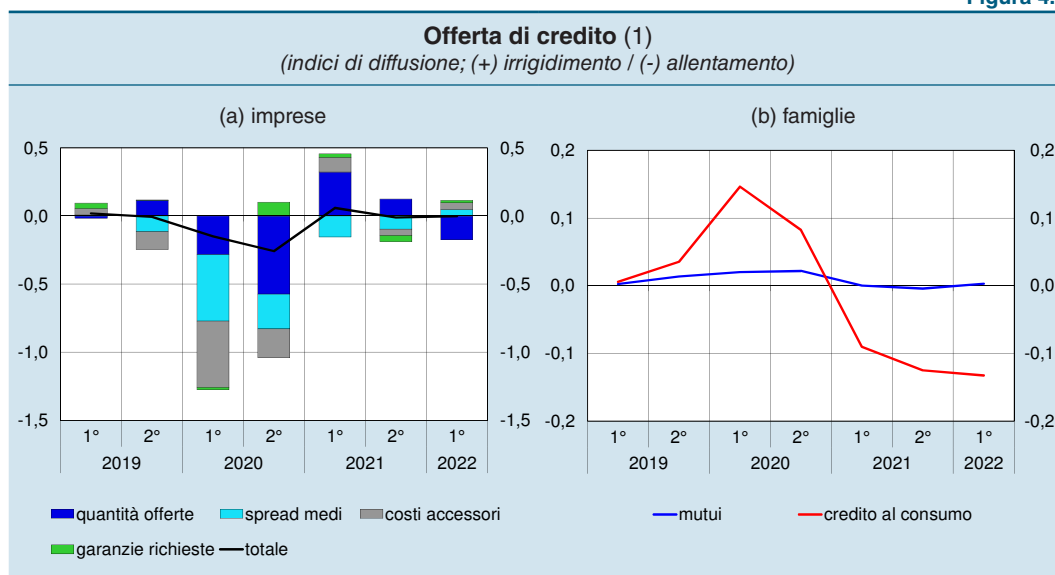 Figura 4.
Offerta di credito (1)
(indici di diffusione; (+) irrigidimento / (-) allentamento)
(a) imprese
0,5
0,0
-0,5
-1,0
-1,5
0,5
0,0
-0,5
-1,0
-1,5
1° 2° 1° 2° 1° 2° 1°
2019 2020 2021 2022
quantità offerte spread medi costi accessori
garanzie richieste totale
(b) famiglie
0,2
0,1
0,0
-0,1
-0,2
0,2
0,1
0,0
-0,1
-0,2
1° 2° 1° 2° 1° 2° 1°
2019 2020 2021 2022
mutui credito al consumo